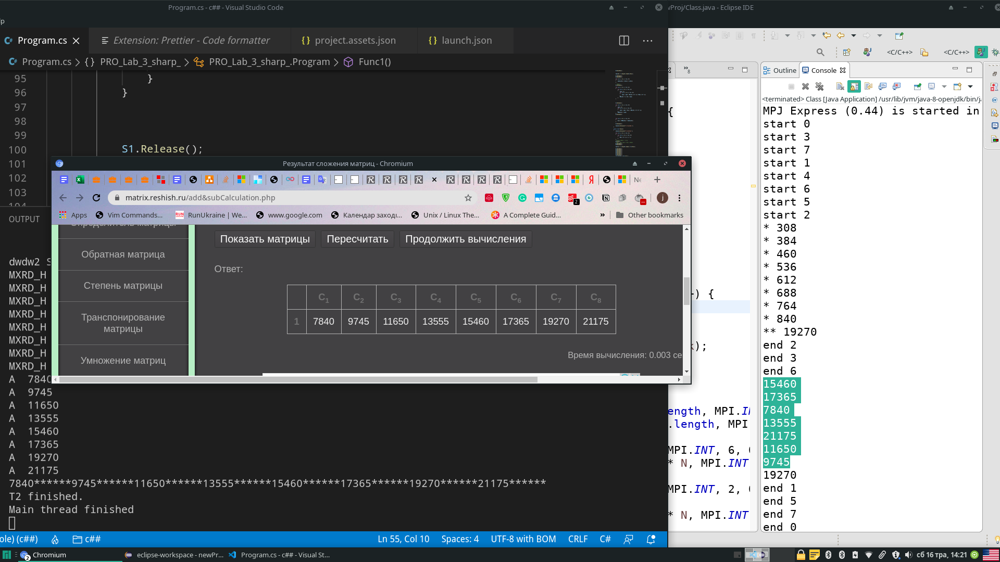 Program.cs - c## - Visual Studio Code
lp
Program.cs
Extension: Prettier - Code formatter
project.assets.json
launch.json
Program.cs > {} PRO_Lab_3_sharp_ > PRO_Lab_3_sharp_.Program > Func1()
95 }
96 }
97
98
99
100 S1.Release();
101
102
103
104
OUTPUT
dwdw2 S
MXRD_H
MXRD_H
MXRD_H
MXRD_H
MXRD_H
MXRD_H
MXRD_H
MXRD_H
A 7840
A 9745
A 11650
A 13555
A 15460
A 17365
A 19270
A 21175
7840******9745******11650******13555******15460******17365******19270******21175******
T2 finished.
Main thread finished
ole) (c##)
c##
Ln 55, Col 10
Spaces: 4
UTF-8 with BOM
CRLF
C#
Результат сложения матриц - Chromium
Ne
matrix.reshish.ru/add&subCalculation.php
2
j
Apps
Vim Commands...
RunUkraine | We...
www.google.com
Календар заході...
Unix / Linux The...
A Complete Guid...
»
Other bookmarks
Определитель матрицы
Обратная матрица
Степень матрицы
Транспонирование
матрицы
Умножение матриц
Показать матрицы
Пересчитать
Продолжить вычисления
Ответ:
C1 C2 C3 C4 C5 C6 C7 C8
1 7840 9745 11650 13555 15460 17365 19270 21175
Время вычисления: 0.003 се
vProj/Class.java - Eclipse IDE
<C/C++>
<C/C++>
»8
{
) {
k);
ength, MPI.I
.length, MPI
MPI.INT, 6,
* N, MPI.INT
MPI.INT, 2,
* N, MPI.INT
Outline
Console
<terminated> Class [Java Application] /usr/lib/jvm/java-8-openjdk/bin/j
MPJ Express (0.44) is started in
start 0
start 3
start 7
start 1
start 4
start 6
start 5
start 2
* 308
* 384
* 460
* 536
* 612
* 688
* 764
* 840
** 19270
end 2
end 3
end 6
15460
17365
7840
13555
21175
11650
9745
19270
end 1
end 5
end 7
end 0
2
Chromium
eclipse-workspace - newPr...
Program.cs - c## - Visual St...
сб 16 тра, 14:21